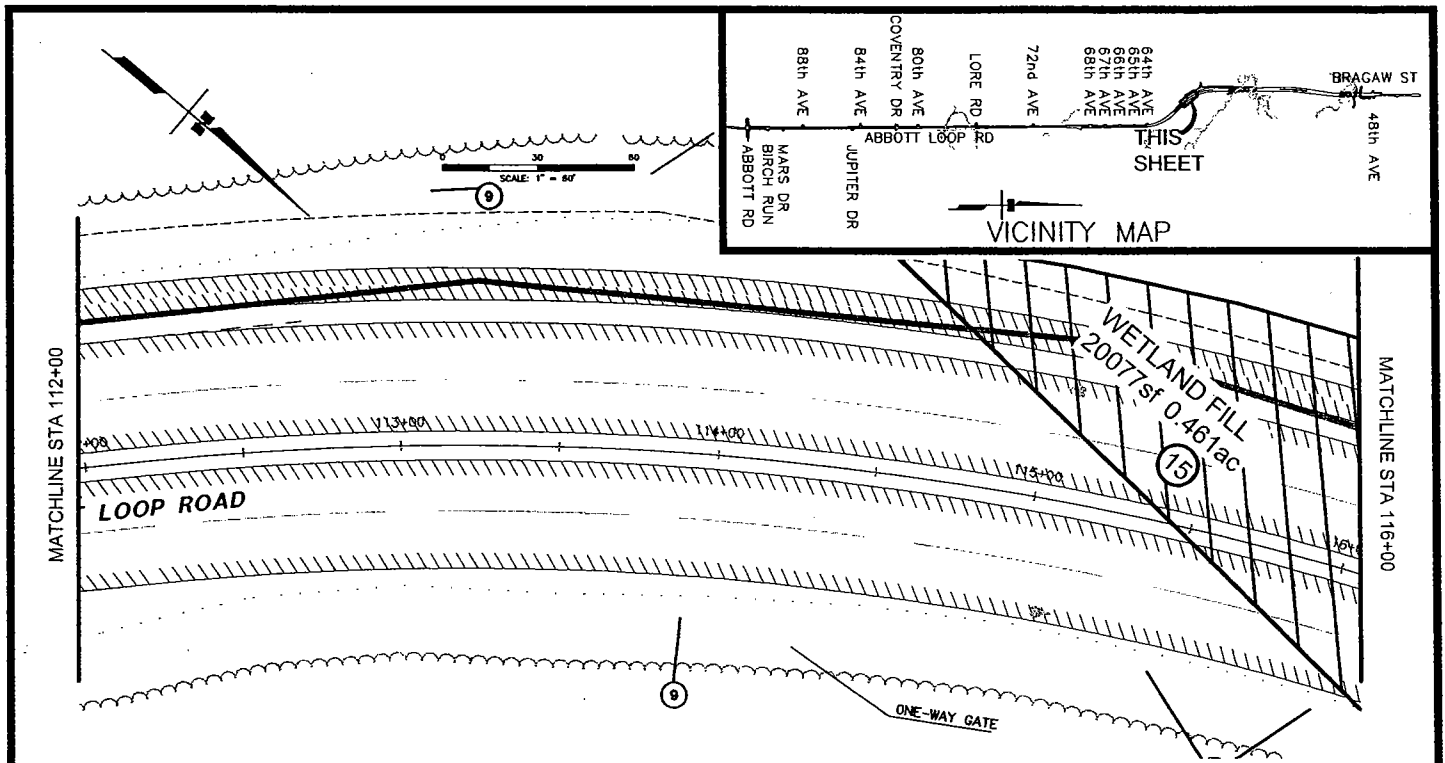 88th AVE
84th AVE
COVENTRY DR
80th AVE
LORE RD
72nd AVE
68th AVE
67th AVE
66th AVE
65th AVE
64th AVE
BRAGAW ST
ABBOTT LOOP RD
THIS
SHEET
48th AVE
ABBOTT RD
BIRCH RUN
MARS DR
JUPITER DR
VICINITY MAP
0 30 60
SCALE: 1" = 60'
9
MATCHLINE STA 112+00
WETLAND FILL
20077sf 0.461ac
15
MATCHLINE STA 116+00
+00
113+00
114+00
115+00
LOOP ROAD
9
ONE-WAY GATE